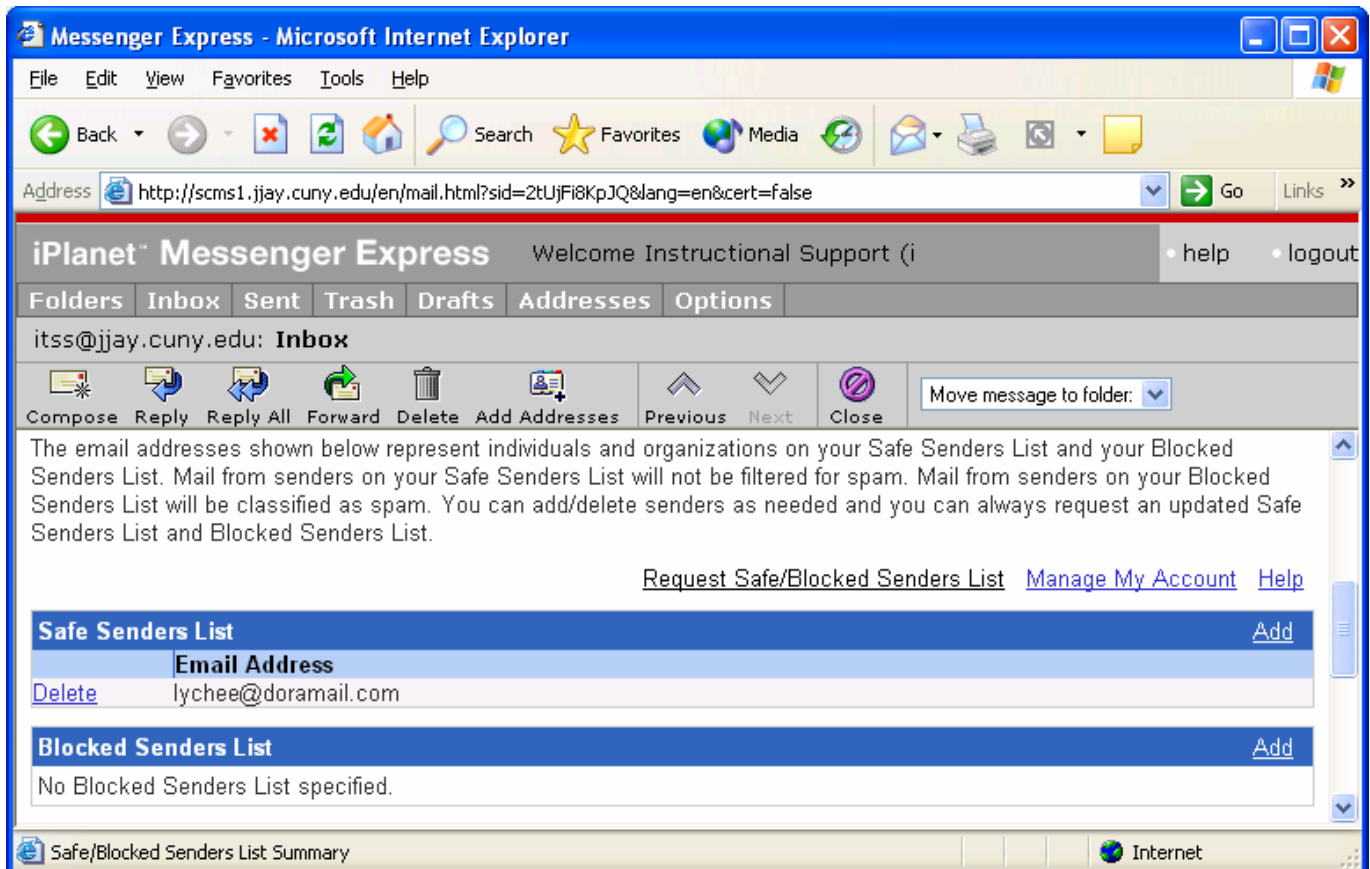 Messenger Express - Microsoft Internet Explorer
File Edit View Favorites Tools Help
Back Search Favorites Media
Address http://scms1.jjay.cuny.edu/en/mail.html?sid=2tUjFi8KpJQ&lang=en&cert=false Go Links »
iPlanet™ Messenger Express Welcome Instructional Support (i help logout
Folders Inbox Sent Trash Drafts Addresses Options
itss@jjay.cuny.edu: Inbox
Compose Reply Reply All Forward Delete Add Addresses Previous Next Close Move message to folder:
The email addresses shown below represent individuals and organizations on your Safe Senders List and your Blocked
Senders List. Mail from senders on your Safe Senders List will not be filtered for spam. Mail from senders on your Blocked
Senders List will be classified as spam. You can add/delete senders as needed and you can always request an updated Safe
Senders List and Blocked Senders List.
Request Safe/Blocked Senders List Manage My Account Help
Safe Senders List Add
Email Address
Delete lychee@doramail.com
Blocked Senders List Add
No Blocked Senders List specified.
Safe/Blocked Senders List Summary Internet